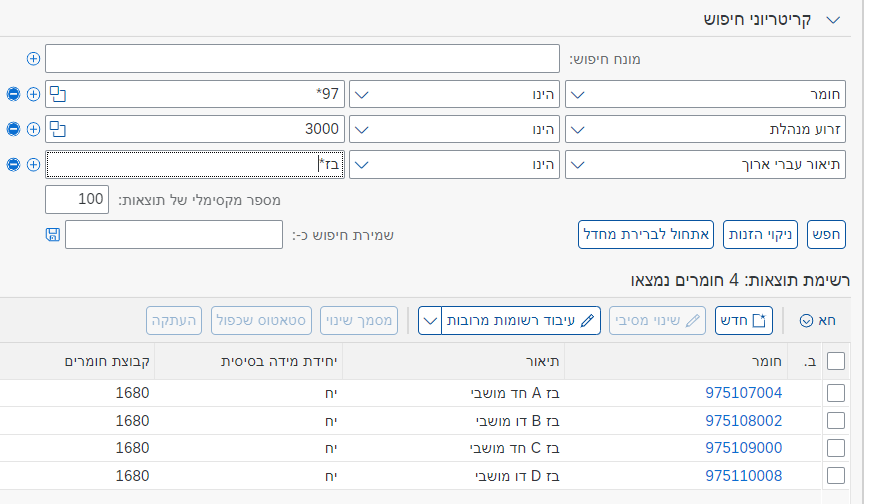 קריטריוני חיפוש
מונח חיפוש:
חומר הינו 97*
זרוע מנהלת הינו 3000
תיאור עברי ארוך הינו בז*
מספר מקסימלי של תוצאות: 100
חפש ניקוי הזנות אתחול לברירת מחדל שמירת חיפוש כ-:
רשימת תוצאות: 4 חומרים נמצאו
חא חדש שינוי מסיבי עיבוד רשומות מרובות מסמך שינוי סטאטוס שכפול העתקה
ב. חומר תיאור יחידת מידה בסיסית קבוצת חומרים
975107004 בז A חד מושבי יח 1680
975108002 בז B דו מושבי יח 1680
975109000 בז C חד מושבי יח 1680
975110008 בז D דו מושבי יח 1680